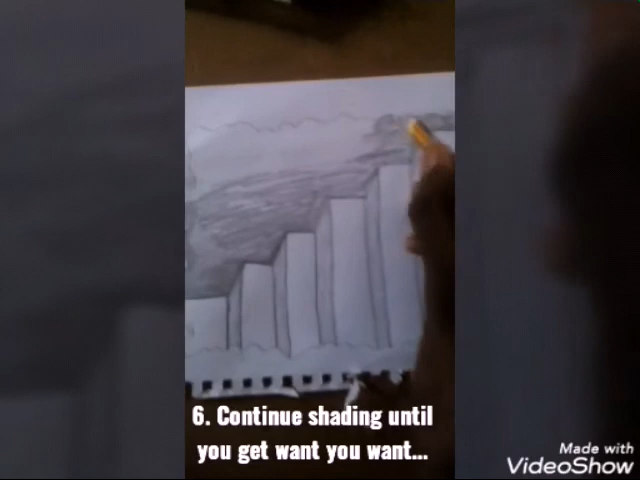 6. Continue shading until
you get want you want...
Made with
VideoShow